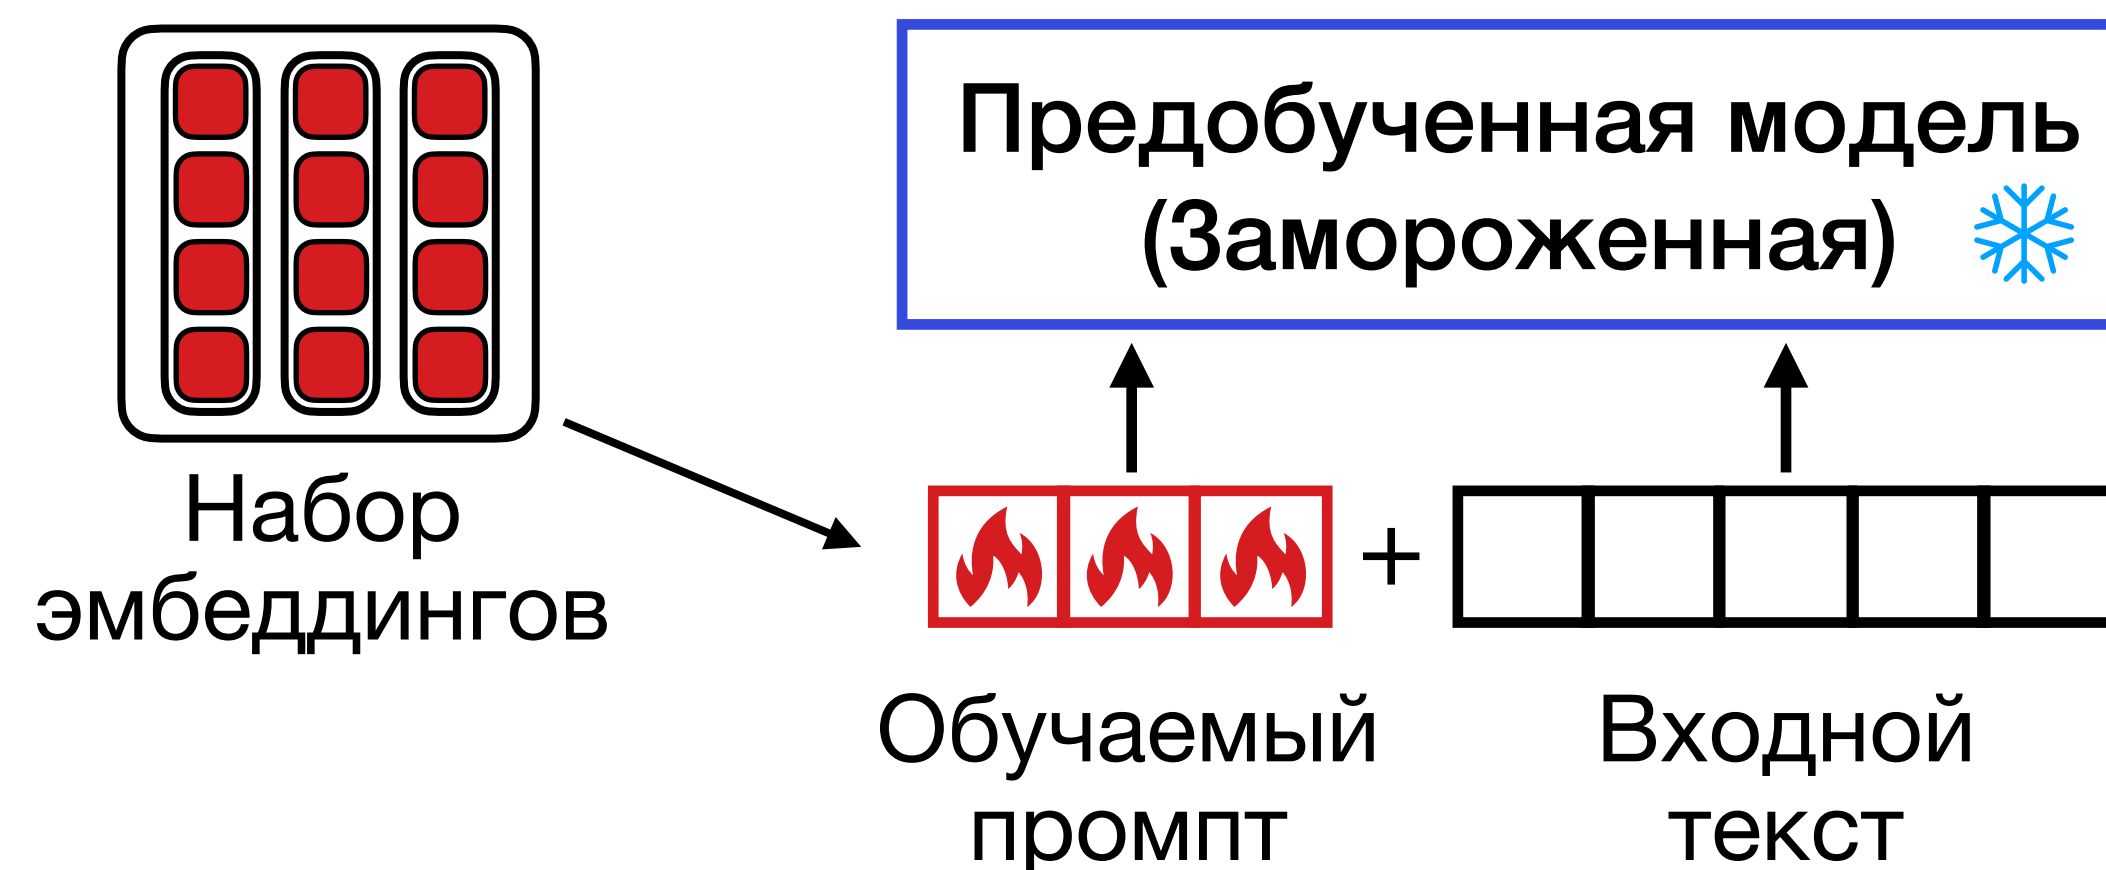 Предобученная модель
(Замороженная)
Набор
эмбеддингов
+
Обучаемый
промпт
Входной
текст